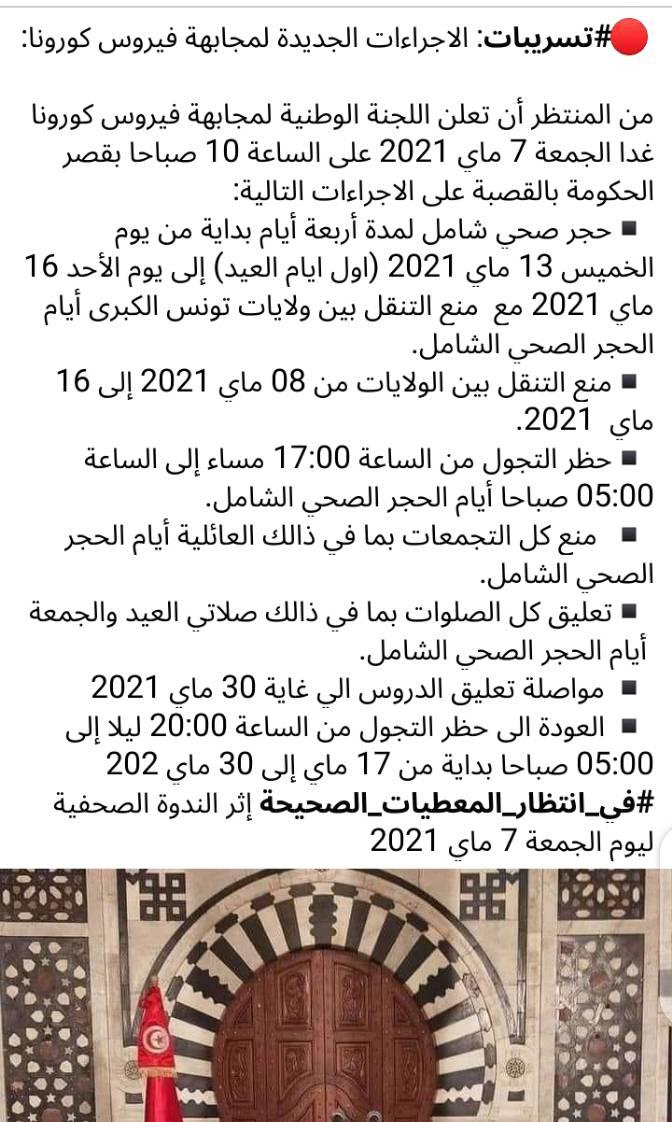 🔴#تسريبات: الاجراءات الجديدة لمجابهة فيروس كورونا:
من المنتظر أن تعلن اللجنة الوطنية لمجابهة فيروس كورونا
غدا الجمعة 7 ماي 2021 على الساعة 10 صباحا بقصر
الحكومة بالقصبة على الإجراءات التالية:
▪ حجر صحي شامل لمدة أربعة أيام بداية من يوم
الخميس 13 ماي 2021 (اول ايام العيد) إلى يوم الأحد 16
ماي 2021 مع منع التنقل بين ولايات تونس الكبرى أيام
الحجر الصحي الشامل.
▪ منع التنقل بين الولايات من 08 ماي 2021 إلى 16
ماي 2021.
▪ حظر التجول من الساعة 17:00 مساء إلى الساعة
05:00 صباحا أيام الحجر الصحي الشامل.
▪ منع كل التجمعات بما في ذالك العائلية أيام الحجر
الصحي الشامل.
▪ تعليق كل الصلوات بما في ذالك صلاتي العيد والجمعة
أيام الحجر الصحي الشامل.
▪ مواصلة تعليق الدروس الي غاية 30 ماي 2021
▪ العودة الى حظر التجول من الساعة 20:00 ليلا إلى
05:00 صباحا بداية من 17 ماي إلى 30 ماي 202
#في_انتظار_المعطيات_الصحيحة إثر الندوة الصحفية
ليوم الجمعة 7 ماي 2021